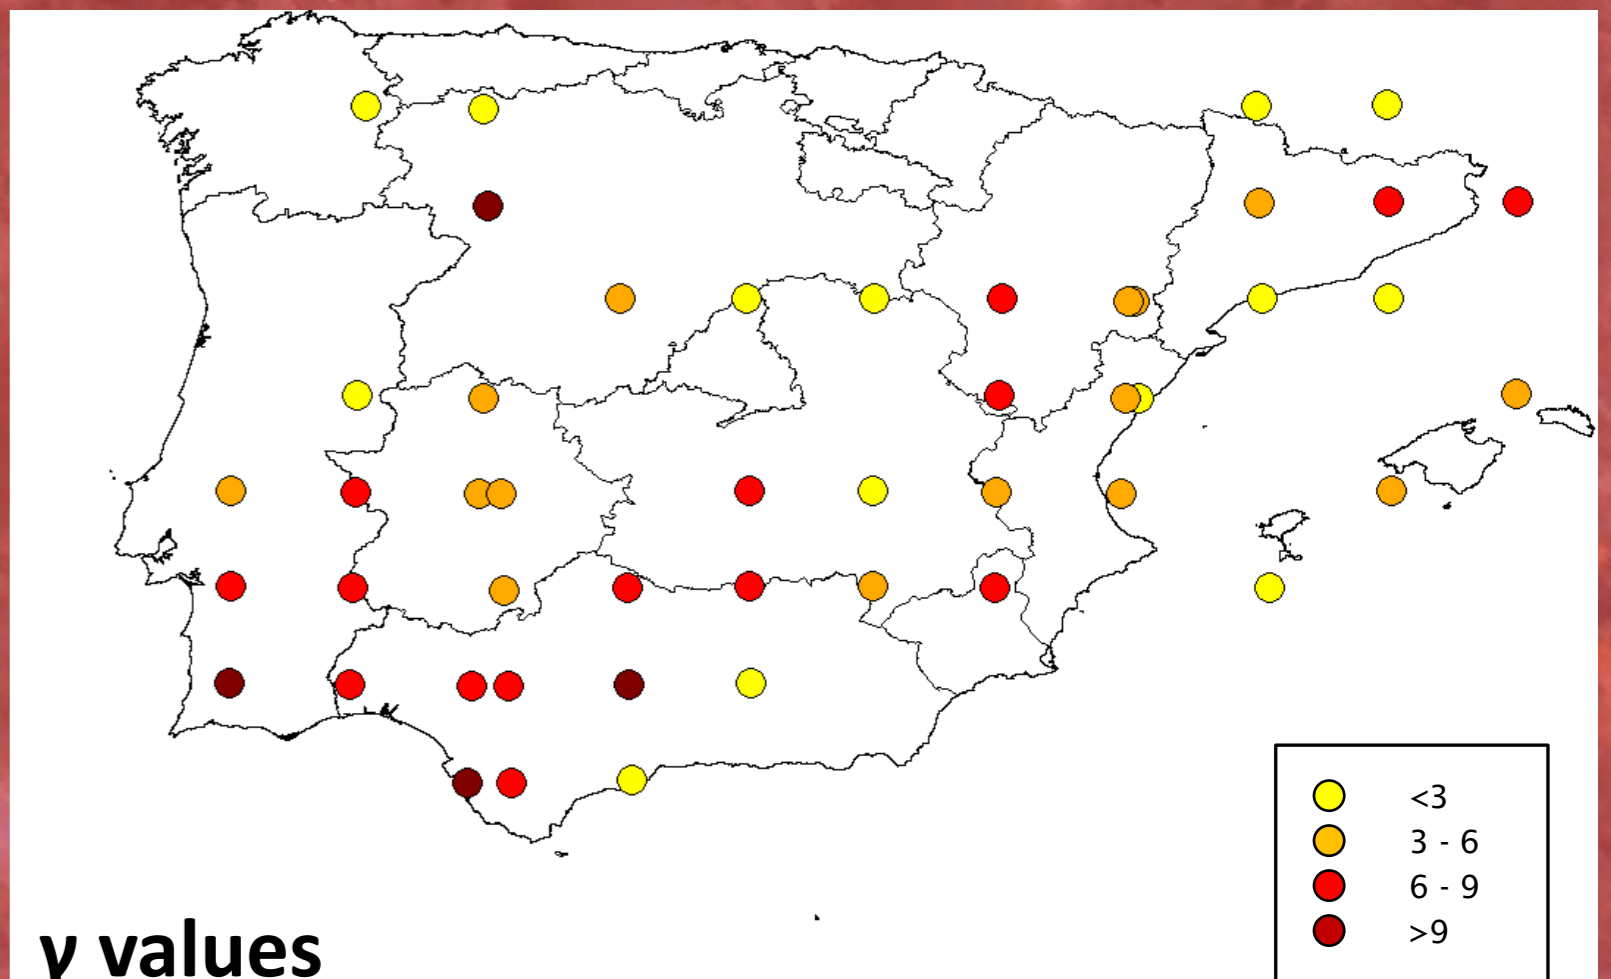 <3
3 - 6
6 - 9
>9
γ values